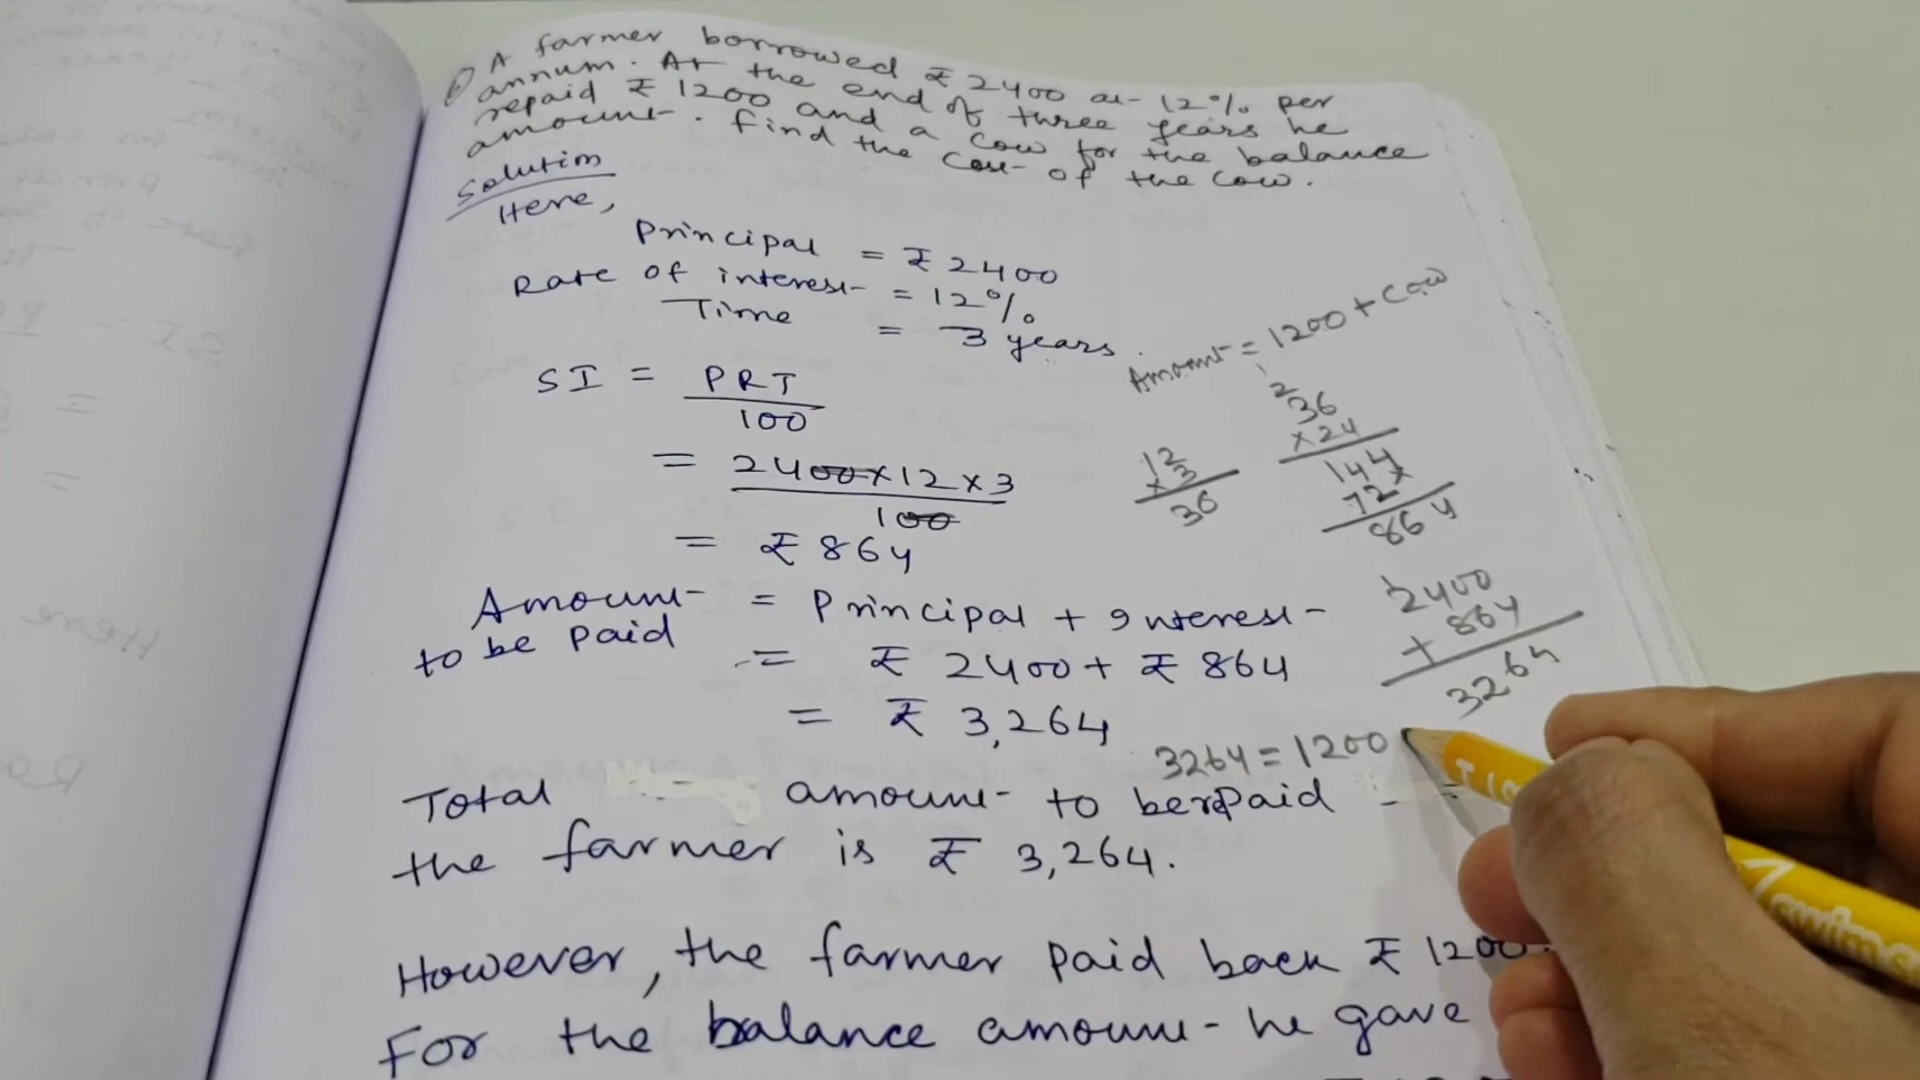 A farmer borrowed ₹ 2400 at 12% per
annum. At the end of three years he
repaid ₹ 1200 and a cow for the balance
amount. Find the cost of the cow.
Solution
Here,
Principal = ₹ 2400
Rate of interest = 12%
Time = 3 years
Amount = 1200 + cow
SI = PRT
100
= 2400 × 12 × 3
100
= ₹ 864
12
× 3
36
2
36
× 24
144
72×
864
Amount = Principal + Interest
to be paid
= ₹ 2400 + ₹ 864
= ₹ 3,264
2400
+ 864
3264
3264 = 1200
Total amount to be paid
the farmer is ₹ 3,264.
However, the farmer paid back ₹ 1200.
For the balance amount he gave